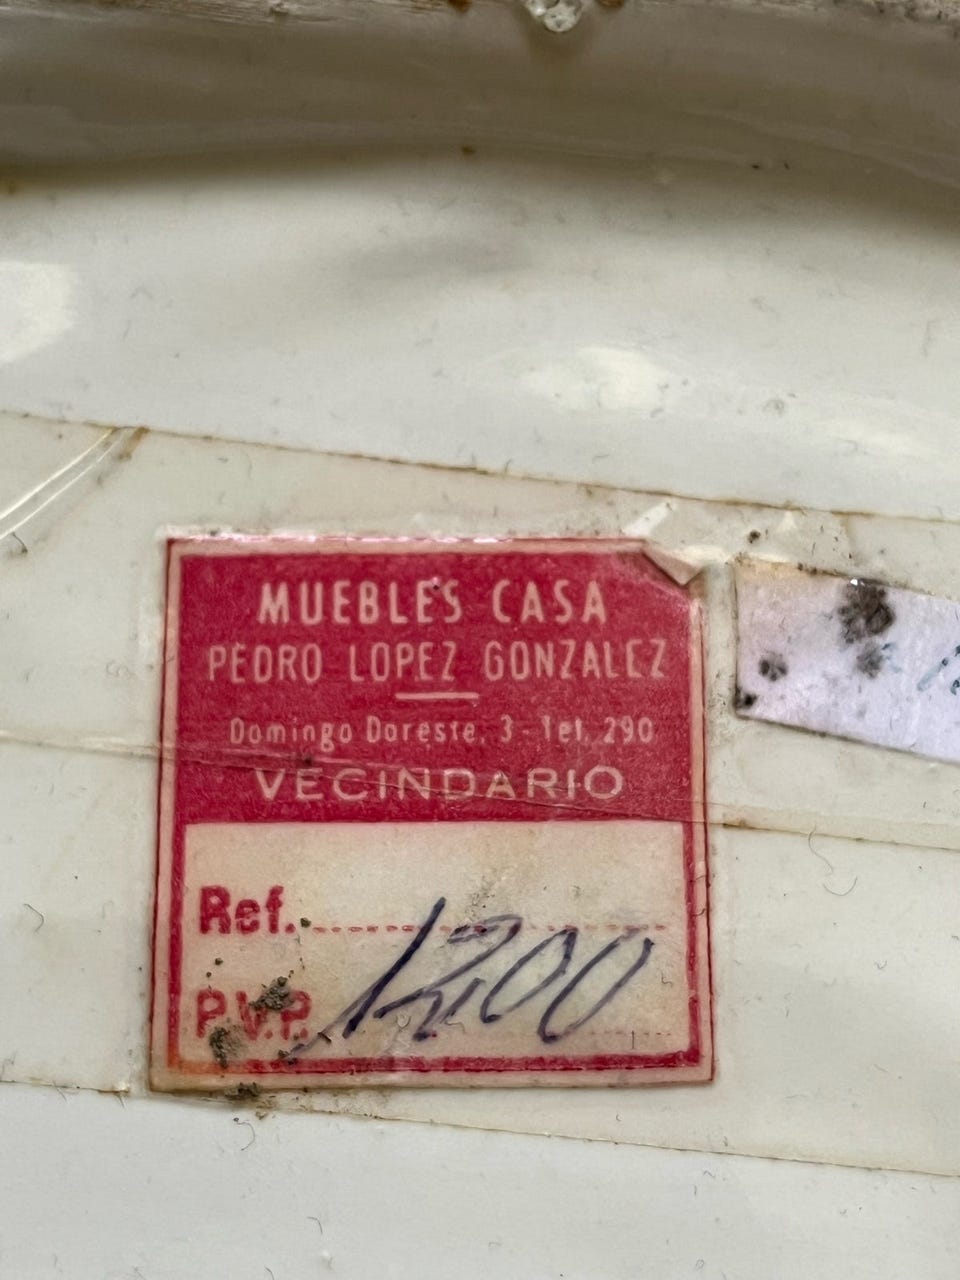 MUEBLES CASA
PEDRO LOPEZ GONZALEZ
Domingo Doreste, 3 - Tel. 290
VECINDARIO
Ref.
P.V.P. 1200